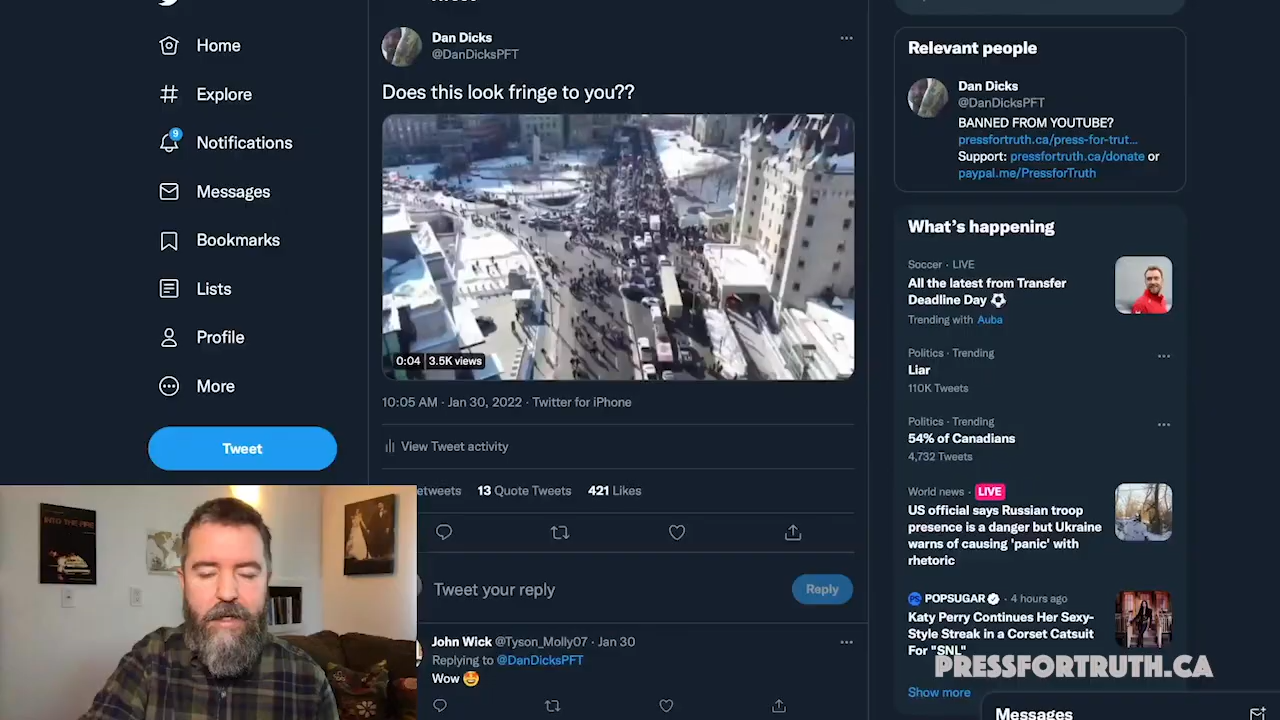 Home
Explore
9
Notifications
Messages
Bookmarks
Lists
Profile
More
Tweet
Dan Dicks
@DanDicksPFT
Does this look fringe to you??
0:04 3.5K views
10:05 AM · Jan 30, 2022 · Twitter for iPhone
View Tweet activity
13 Quote Tweets 421 Likes
Tweet your reply
Reply
John Wick @Tyson_Molly07 · Jan 30
Replying to @DanDicksPFT
Wow 🤩
Relevant people
Dan Dicks
@DanDicksPFT
BANNED FROM YOUTUBE?
pressfortruth.ca/press-for-trut...
Support: pressfortruth.ca/donate or
paypal.me/PressforTruth
What's happening
Soccer · LIVE
All the latest from Transfer
Deadline Day ⚽
Trending with Auba
Politics · Trending
Liar
110K Tweets
Politics · Trending
54% of Canadians
4,732 Tweets
World news · LIVE
US official says Russian troop
presence is a danger but Ukraine
warns of causing 'panic' with
rhetoric
POPSUGAR · 4 hours ago
Katy Perry Continues Her Sexy-
Style Streak in a Corset Catsuit
For "SNL"
Show more
Messages
PRESSFORTRUTH.CA
INTO THE FIRE